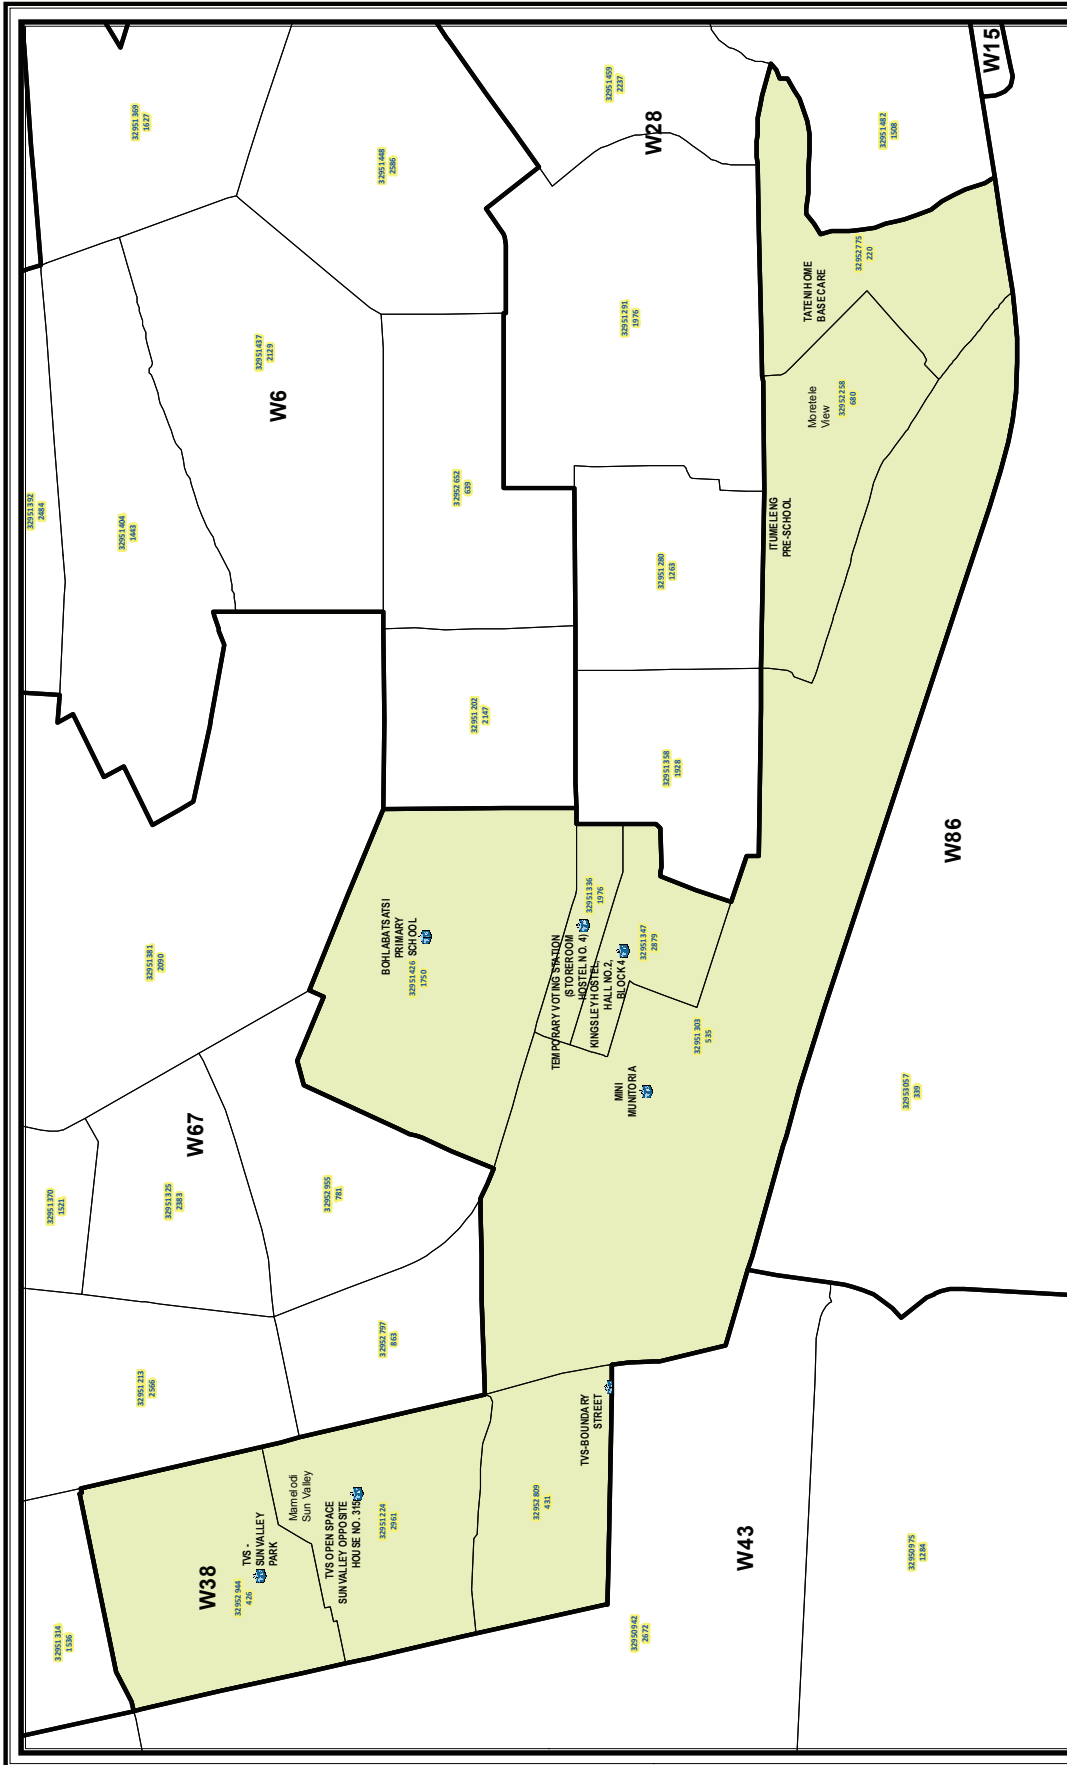 32951369
1627
32951448
2586
32951459
2237
W28
W15
32951482
1508
32951437
2129
W6
32951392
2484
32951404
1443
32952652
639
32951291
1976
TATENI HOME
BASE CARE
32952775
220
Moretele
View
32952258
680
ITUMELENG
PRE-SCHOOL
32951280
1263
32951202
2147
32951358
1928
W86
32951381
2090
BOHLABATSATSI
PRIMARY
SCHOOL
32951426
1750
TEMPORARY VOTING STATION
(STOREROOM
HOSTEL NO. 4)
32951336
1976
KINGSLEY HOSTEL,
HALL NO.2,
BLOCK 4
32951347
2879
32951303
535
MINI
MUNITORIA
32953057
339
W67
32951370
1521
32951325
2383
32952955
781
32951213
2566
32952797
863
TVS-BOUNDARY
STREET
32952809
431
Mamelodi
Sun Valley
TVS OPEN SPACE
SUN VALLEY OPPOSITE
HOUSE NO. 315
32951224
2961
TVS -
SUN VALLEY
PARK
W38
32952944
426
32951314
1536
W43
32950942
2672
32950975
1284